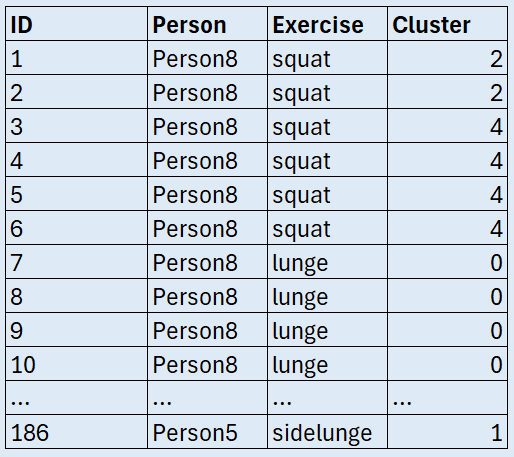 ID Person Exercise Cluster
1 Person8 squat 2
2 Person8 squat 2
3 Person8 squat 4
4 Person8 squat 4
5 Person8 squat 4
6 Person8 squat 4
7 Person8 lunge 0
8 Person8 lunge 0
9 Person8 lunge 0
10 Person8 lunge 0
... ... ... ...
186 Person5 sidelunge 1